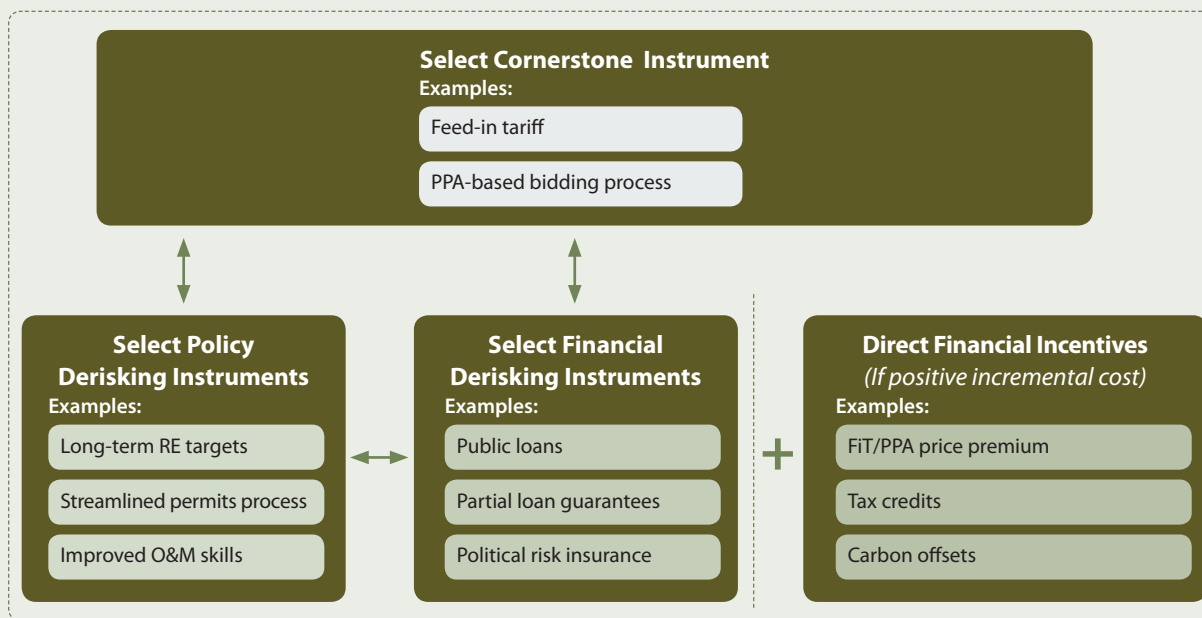 Select Cornerstone Instrument
Examples:
Feed-in tariff
PPA-based bidding process
Select Policy
Derisking Instruments
Examples:
Long-term RE targets
Streamlined permits process
Improved O&M skills
Select Financial
Derisking Instruments
Examples:
Public loans
Partial loan guarantees
Political risk insurance
+
Direct Financial Incentives
(If positive incremental cost)
Examples:
FiT/PPA price premium
Tax credits
Carbon offsets